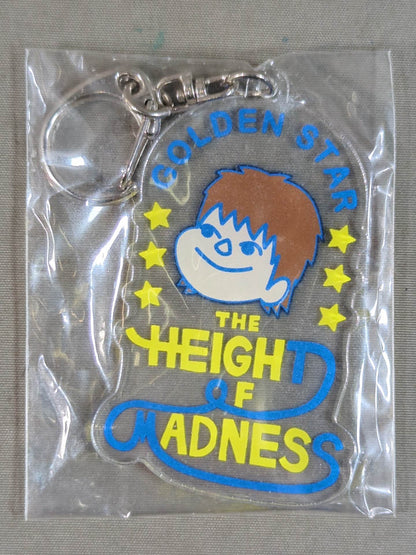 GOLDEN STAR
THE
HEIGHT
OF
MADNESS